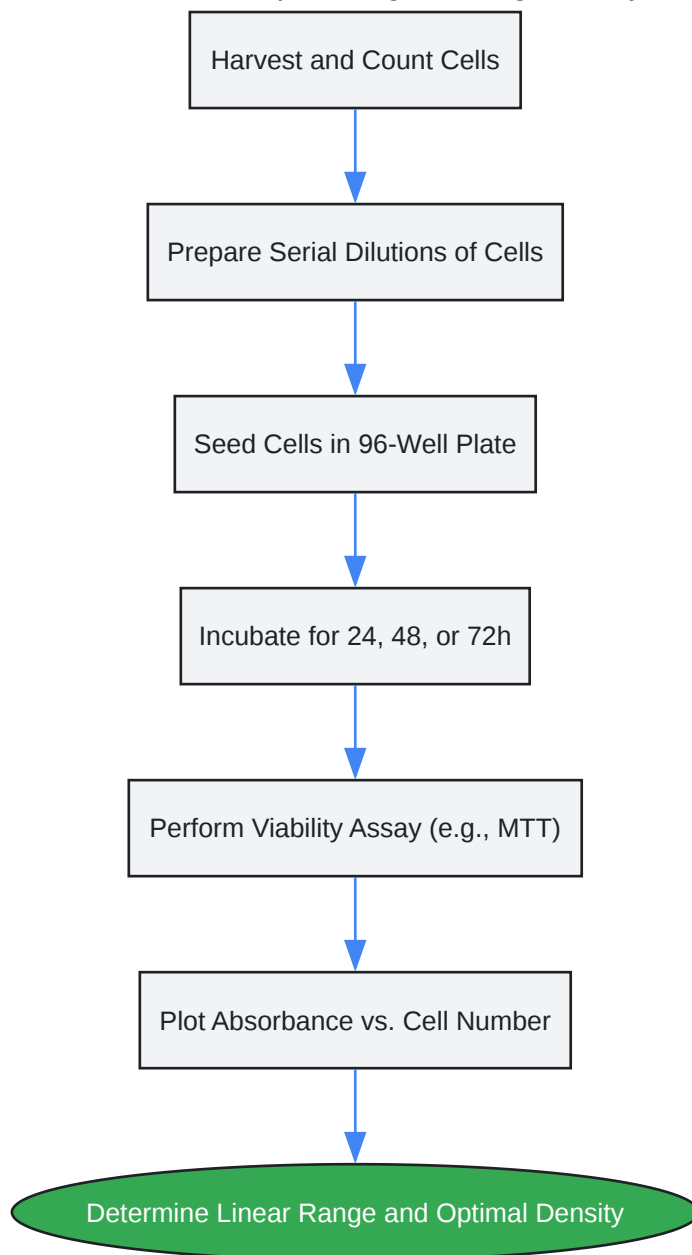 Harvest and Count Cells
Prepare Serial Dilutions of Cells
Seed Cells in 96-Well Plate
Incubate for 24, 48, or 72h
Perform Viability Assay (e.g., MTT)
Plot Absorbance vs. Cell Number
Determine Linear Range and Optimal Density